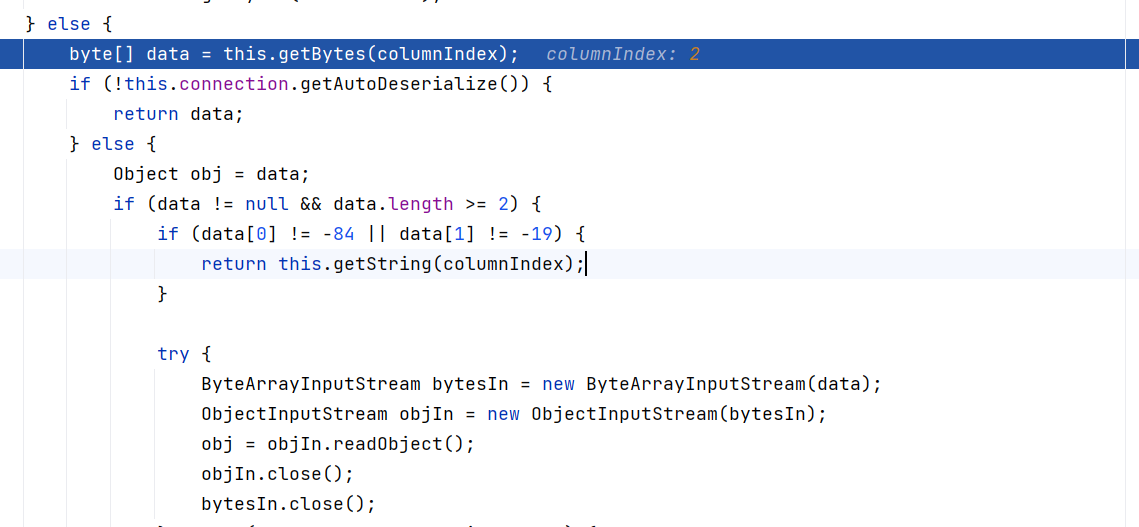 } else {
byte[] data = this.getBytes(columnIndex); columnIndex: 2
if (!this.connection.getAutoDeserialize()) {
return data;
} else {
Object obj = data;
if (data != null && data.length >= 2) {
if (data[0] != -84 || data[1] != -19) {
return this.getString(columnIndex);
}
try {
ByteArrayInputStream bytesIn = new ByteArrayInputStream(data);
ObjectInputStream objIn = new ObjectInputStream(bytesIn);
obj = objIn.readObject();
objIn.close();
bytesIn.close();